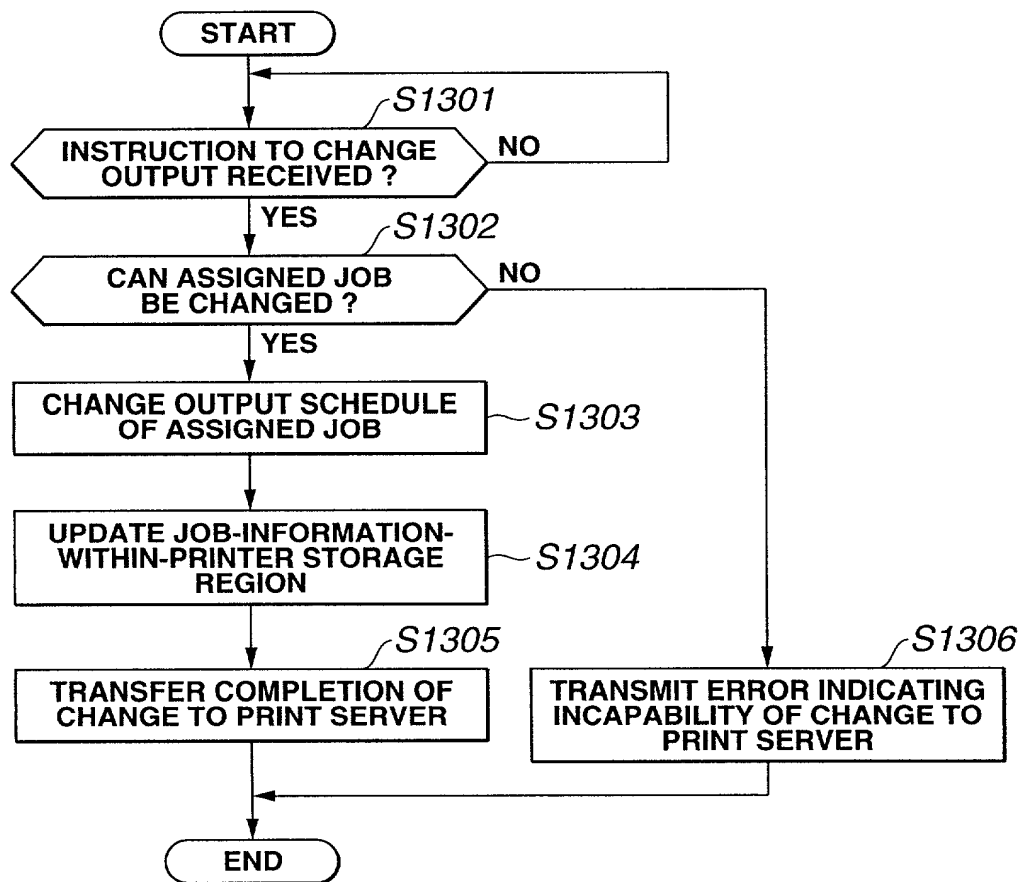 START
S1301
INSTRUCTION TO CHANGE
OUTPUT RECEIVED ?
NO
YES
S1302
CAN ASSIGNED JOB
BE CHANGED ?
NO
YES
CHANGE OUTPUT SCHEDULE
OF ASSIGNED JOB
S1303
UPDATE JOB-INFORMATION-
WITHIN-PRINTER STORAGE
REGION
S1304
S1305
TRANSFER COMPLETION OF
CHANGE TO PRINT SERVER
S1306
TRANSMIT ERROR INDICATING
INCAPABILITY OF CHANGE TO
PRINT SERVER
END